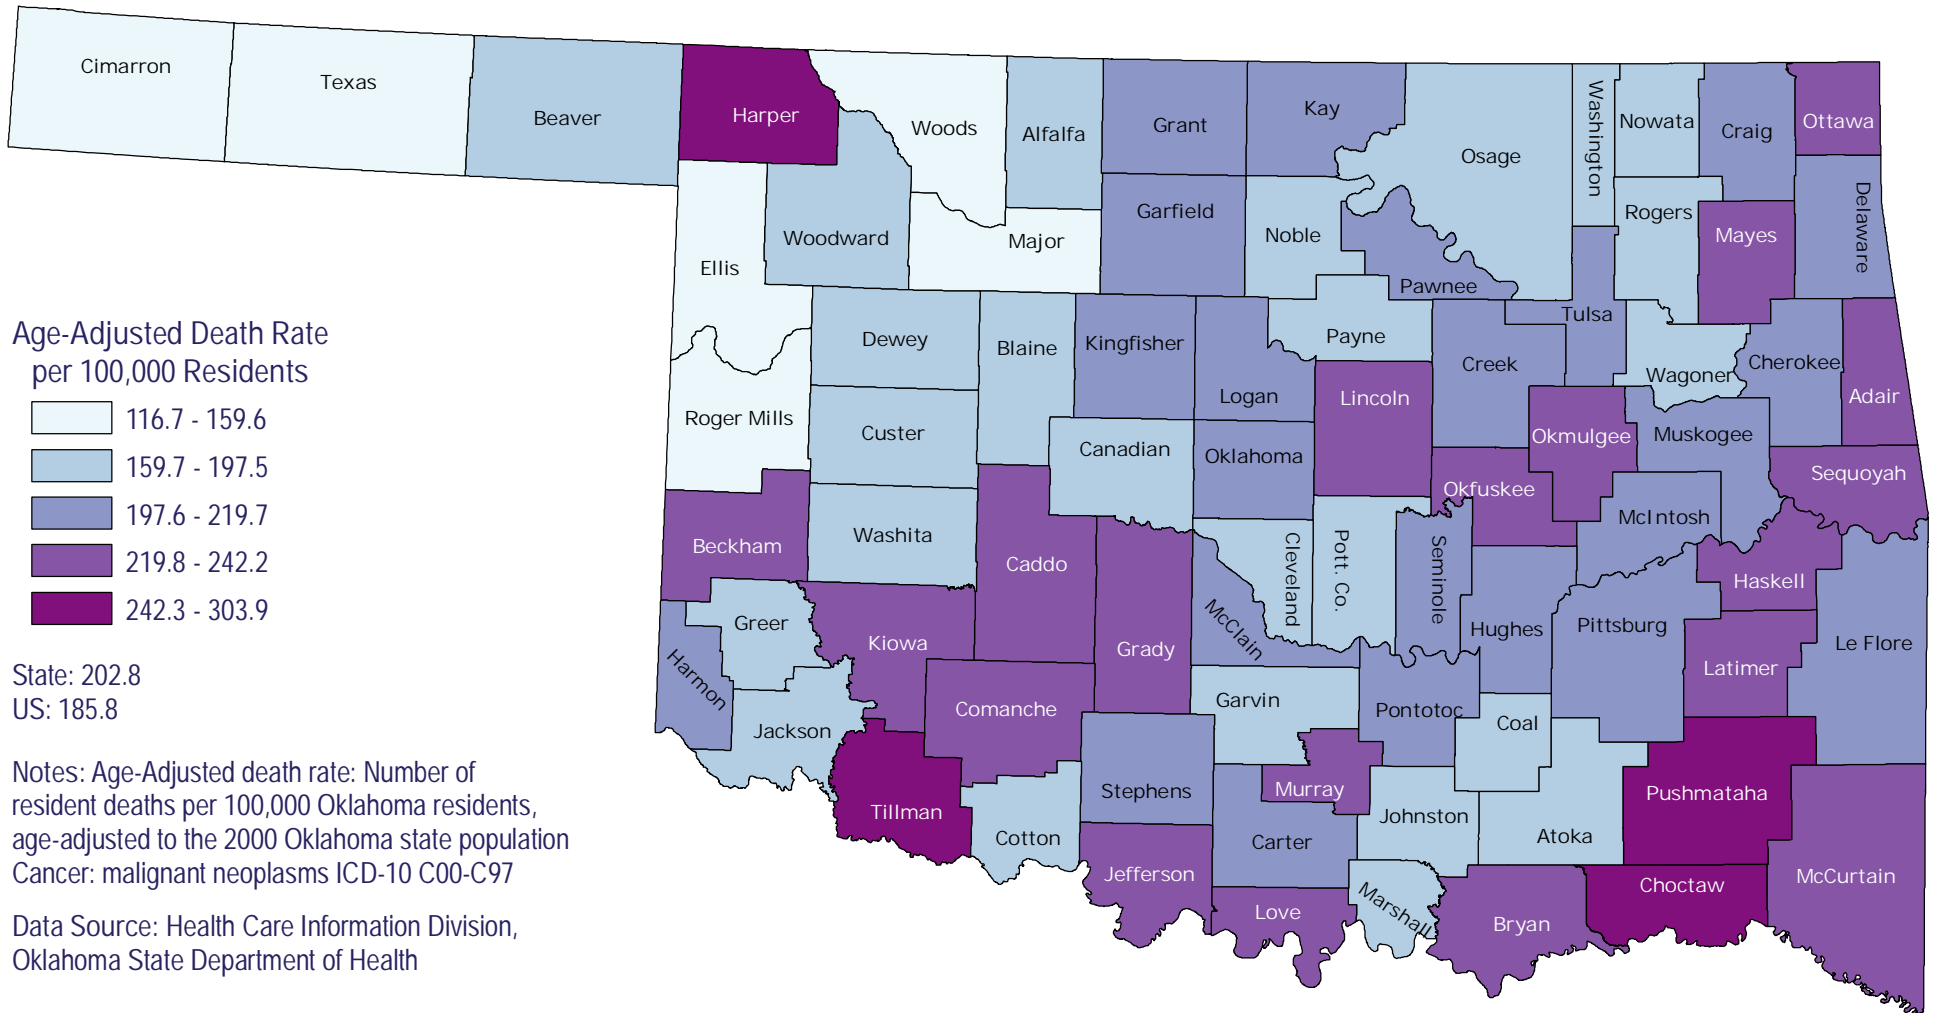 Cimarron
Texas
Beaver
Harper
Woods
Alfalfa
Grant
Kay
Osage
Washington
Nowata
Craig
Ottawa
Ellis
Woodward
Major
Garfield
Noble
Pawnee
Rogers
Mayes
Delaware
Dewey
Blaine
Kingfisher
Logan
Payne
Creek
Tulsa
Wagoner
Cherokee
Adair
Roger Mills
Custer
Canadian
Oklahoma
Lincoln
Okmulgee
Muskogee
Sequoyah
Beckham
Washita
Caddo
Grady
McClain
Cleveland
Pott. Co.
Seminole
Okfuskee
McIntosh
Haskell
Harmon
Greer
Kiowa
Hughes
Pittsburg
Latimer
Le Flore
Jackson
Comanche
Garvin
Pontotoc
Coal
Tillman
Cotton
Stephens
Murray
Carter
Johnston
Atoka
Pushmataha
Jefferson
Love
Marshall
Bryan
Choctaw
McCurtain
Age-Adjusted Death Rate
per 100,000 Residents
116.7 - 159.6
159.7 - 197.5
197.6 - 219.7
219.8 - 242.2
242.3 - 303.9
State: 202.8
US: 185.8
Notes: Age-Adjusted death rate: Number of
resident deaths per 100,000 Oklahoma residents,
age-adjusted to the 2000 Oklahoma state population
Cancer: malignant neoplasms ICD-10 C00-C97
Data Source: Health Care Information Division,
Oklahoma State Department of Health